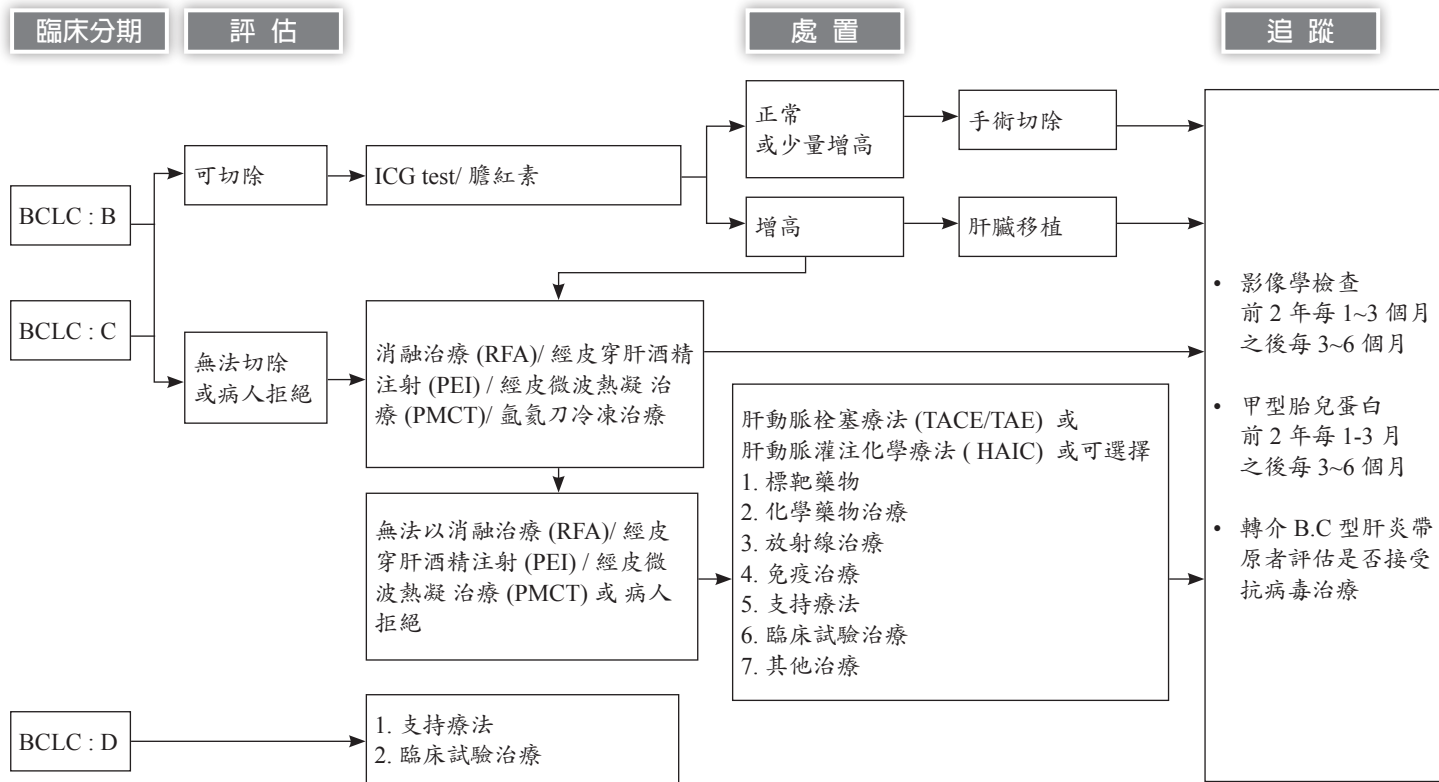 臨床分期
評 估
處 置
追 蹤
BCLC : B
BCLC : C
可切除
ICG test/ 膽紅素
正常
或少量增高
手術切除
增高
肝臟移植
無法切除
或病人拒絕
消融治療 (RFA)/ 經皮穿肝酒精
注射 (PEI) / 經皮微波熱凝 治
療 (PMCT)/ 氬氦刀冷凍治療
無法以消融治療 (RFA)/ 經皮
穿肝酒精注射 (PEI) / 經皮微
波熱凝 治療 (PMCT) 或 病人
拒絕
肝動脈栓塞療法 (TACE/TAE) 或
肝動脈灌注化學療法 ( HAIC) 或可選擇
1. 標靶藥物
2. 化學藥物治療
3. 放射線治療
4. 免疫治療
5. 支持療法
6. 臨床試驗治療
7. 其他治療
• 影像學檢查
前 2 年每 1~3 個月
之後每 3~6 個月
• 甲型胎兒蛋白
前 2 年每 1-3 月
之後每 3~6 個月
• 轉介 B.C 型肝炎帶
原者評估是否接受
抗病毒治療
BCLC : D
1. 支持療法
2. 臨床試驗治療